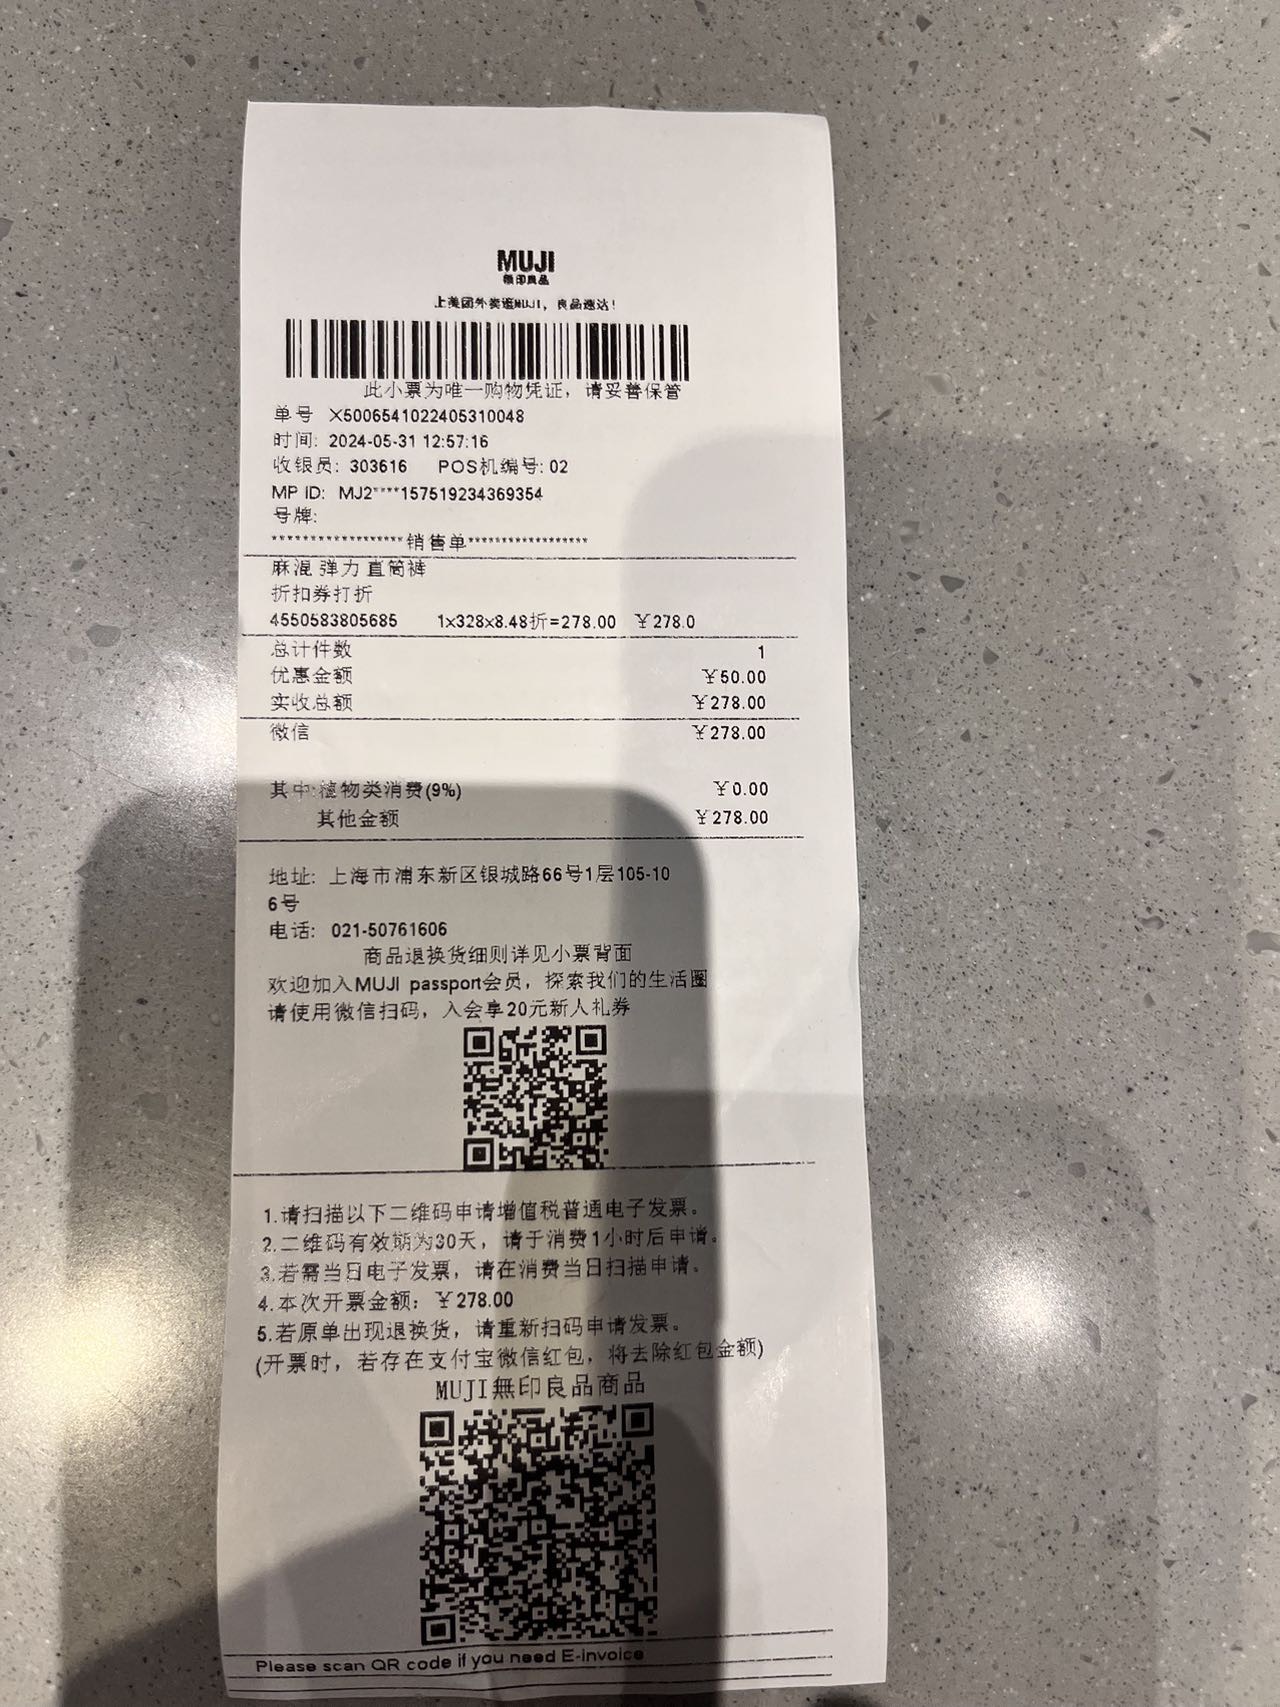 MUJI
無印良品
上美团外卖逛MUJI，良品速达！
此小票为唯一购物凭证，请妥善保管
单号 X5006541022405310048
时间: 2024-05-31 12:57:16
收银员: 303616 POS机编号: 02
MP ID: MJ2****157519234369354
号牌:
******************销售单*****************
麻混 弹力 直筒裤
折扣券打折
4550583805685 1x328x8.48折=278.00 ¥278.0
总计件数 1
优惠金额 ¥50.00
实收总额 ¥278.00
微信 ¥278.00
其中:植物类消费(9%) ¥0.00
其他金额 ¥278.00
地址: 上海市浦东新区银城路66号1层105-10
6号
电话: 021-50761606
商品退换货细则详见小票背面
欢迎加入MUJI passport会员，探索我们的生活圈
请使用微信扫码，入会享20元新人礼券
1.请扫描以下二维码申请增值税普通电子发票。
2.二维码有效期为30天，请于消费1小时后申请。
3.若需当日电子发票，请在消费当日扫描申请。
4.本次开票金额: ¥278.00
5.若原单出现退换货，请重新扫码申请发票。
(开票时，若存在支付宝微信红包，将去除红包金额)
MUJI無印良品商品
Please scan QR code if you need E-invoice